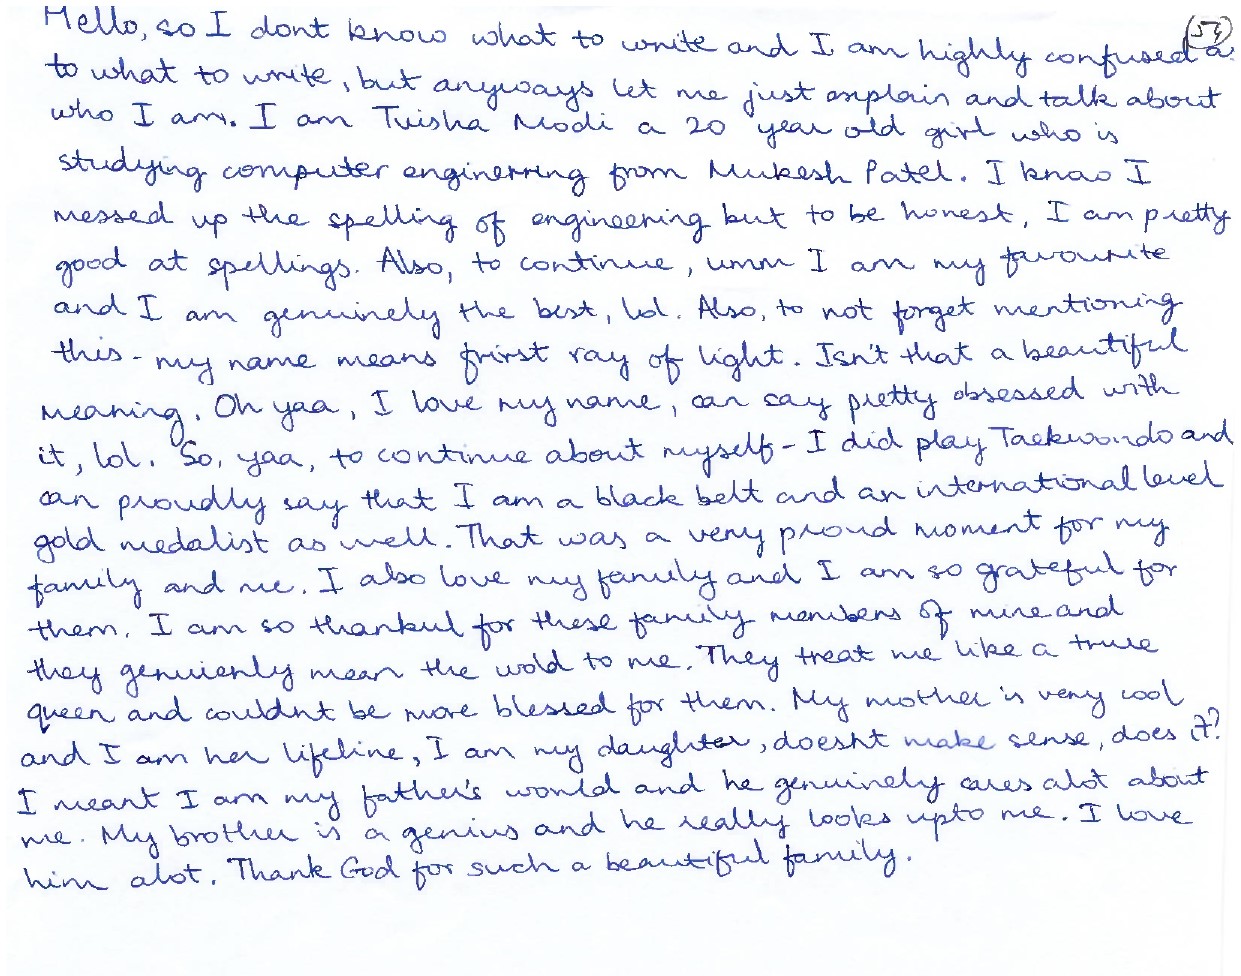 (54)
Hello, so I dont know what to write and I am highly confused as
to what to write, but anyways let me just explain and talk about
who I am. I am Tvisha Modi a 20 year old girl who is
studying computer enginerring from Mukesh Patel. I know I
messed up the spelling of engineering but to be honest, I am pretty
good at spellings. Also, to continue, umm I am my favourite
and I am genuinely the best, lol. Also, to not forget mentioning
this - my name means frirst ray of light. Isn't that a beautiful
meaning. Oh yaa, I love my name, can say pretty obsessed with
it, lol. So, yaa, to continue about myself - I did play Taekwondo and
can proudly say that I am a black belt and an international level
gold medalist as well. That was a very proud moment for my
family and me. I also love my family and I am so grateful for
them. I am so thankul for these family members of mine and
they genuienly mean the wold to me. They treat me like a true
queen and couldnt be more blessed for them. My mother is very cool
and I am her lifeline, I am my daughter, doesnt make sense, does it?
I meant I am my father's world and he genuinely cares alot about
me. My brother is a genius and he really looks upto me. I love
him alot. Thank God for such a beautiful family.